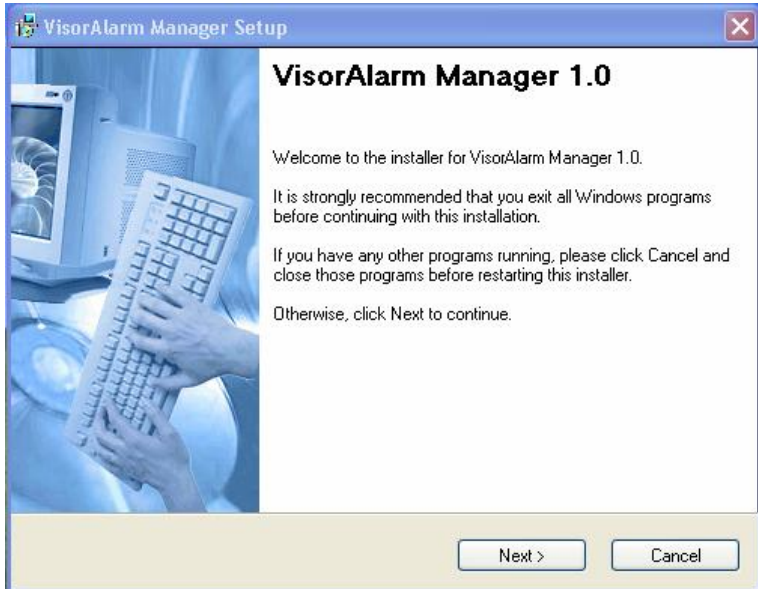 VisorAlarm Manager Setup
VisorAlarm Manager 1.0
Welcome to the installer for VisorAlarm Manager 1.0.
It is strongly recommended that you exit all Windows programs
before continuing with this installation.
If you have any other programs running, please click Cancel and
close those programs before restarting this installer.
Otherwise, click Next to continue.
Next >
Cancel